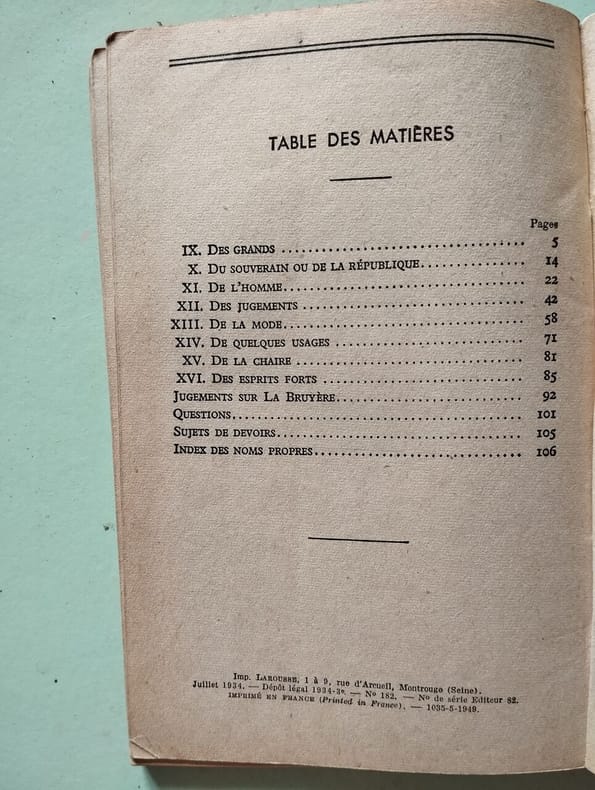 TABLE DES MATIÈRES
Pages
IX. DES GRANDS .................................... 5
X. DU SOUVERAIN OU DE LA RÉPUBLIQUE................ 14
XI. DE L'HOMME.................................... 22
XII. DES JUGEMENTS ................................. 42
XIII. DE LA MODE.................................... 58
XIV. DE QUELQUES USAGES ............................ 71
XV. DE LA CHAIRE .................................. 81
XVI. DES ESPRITS FORTS .............................. 85
JUGEMENTS SUR LA BRUYÈRE............................ 92
QUESTIONS........................................... 101
SUJETS DE DEVOIRS.................................... 105
INDEX DES NOMS PROPRES............................... 106
Imp. LAROUSSE, 1 à 9, rue d'Arcueil, Montrouge (Seine).
Juillet 1934. — Dépôt légal 1934-3e. — No 182. — No de série Editeur 82.
IMPRIMÉ EN FRANCE (Printed in France). — 1035-5-1949.